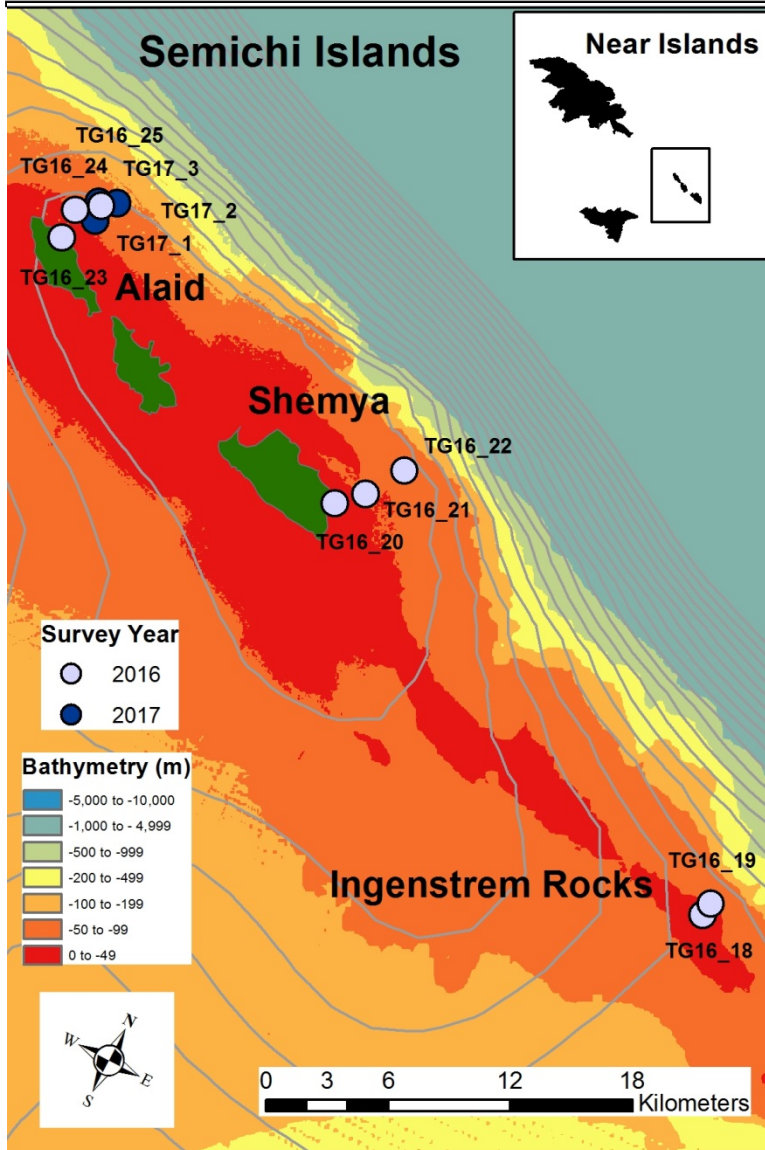 Semichi Islands
Near Islands
TG16_25
TG16_24
TG17_3
TG17_2
TG17_1
TG16_23
Alaid
Shemya
TG16_22
TG16_21
TG16_20
Survey Year
2016
2017
Bathymetry (m)
-5,000 to -10,000
-1,000 to - 4,999
-500 to -999
-200 to -499
-100 to -199
-50 to -99
0 to -49
TG16_19
Ingenstrem Rocks
TG16_18
N
W
E
S
0 3 6 12 18
Kilometers